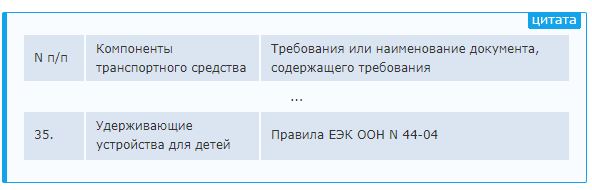 цитата
N п/п
Компоненты
транспортного средства
Требования или наименование документа,
содержащего требования
...
35.
Удерживающие
устройства для детей
Правила ЕЭК ООН N 44-04